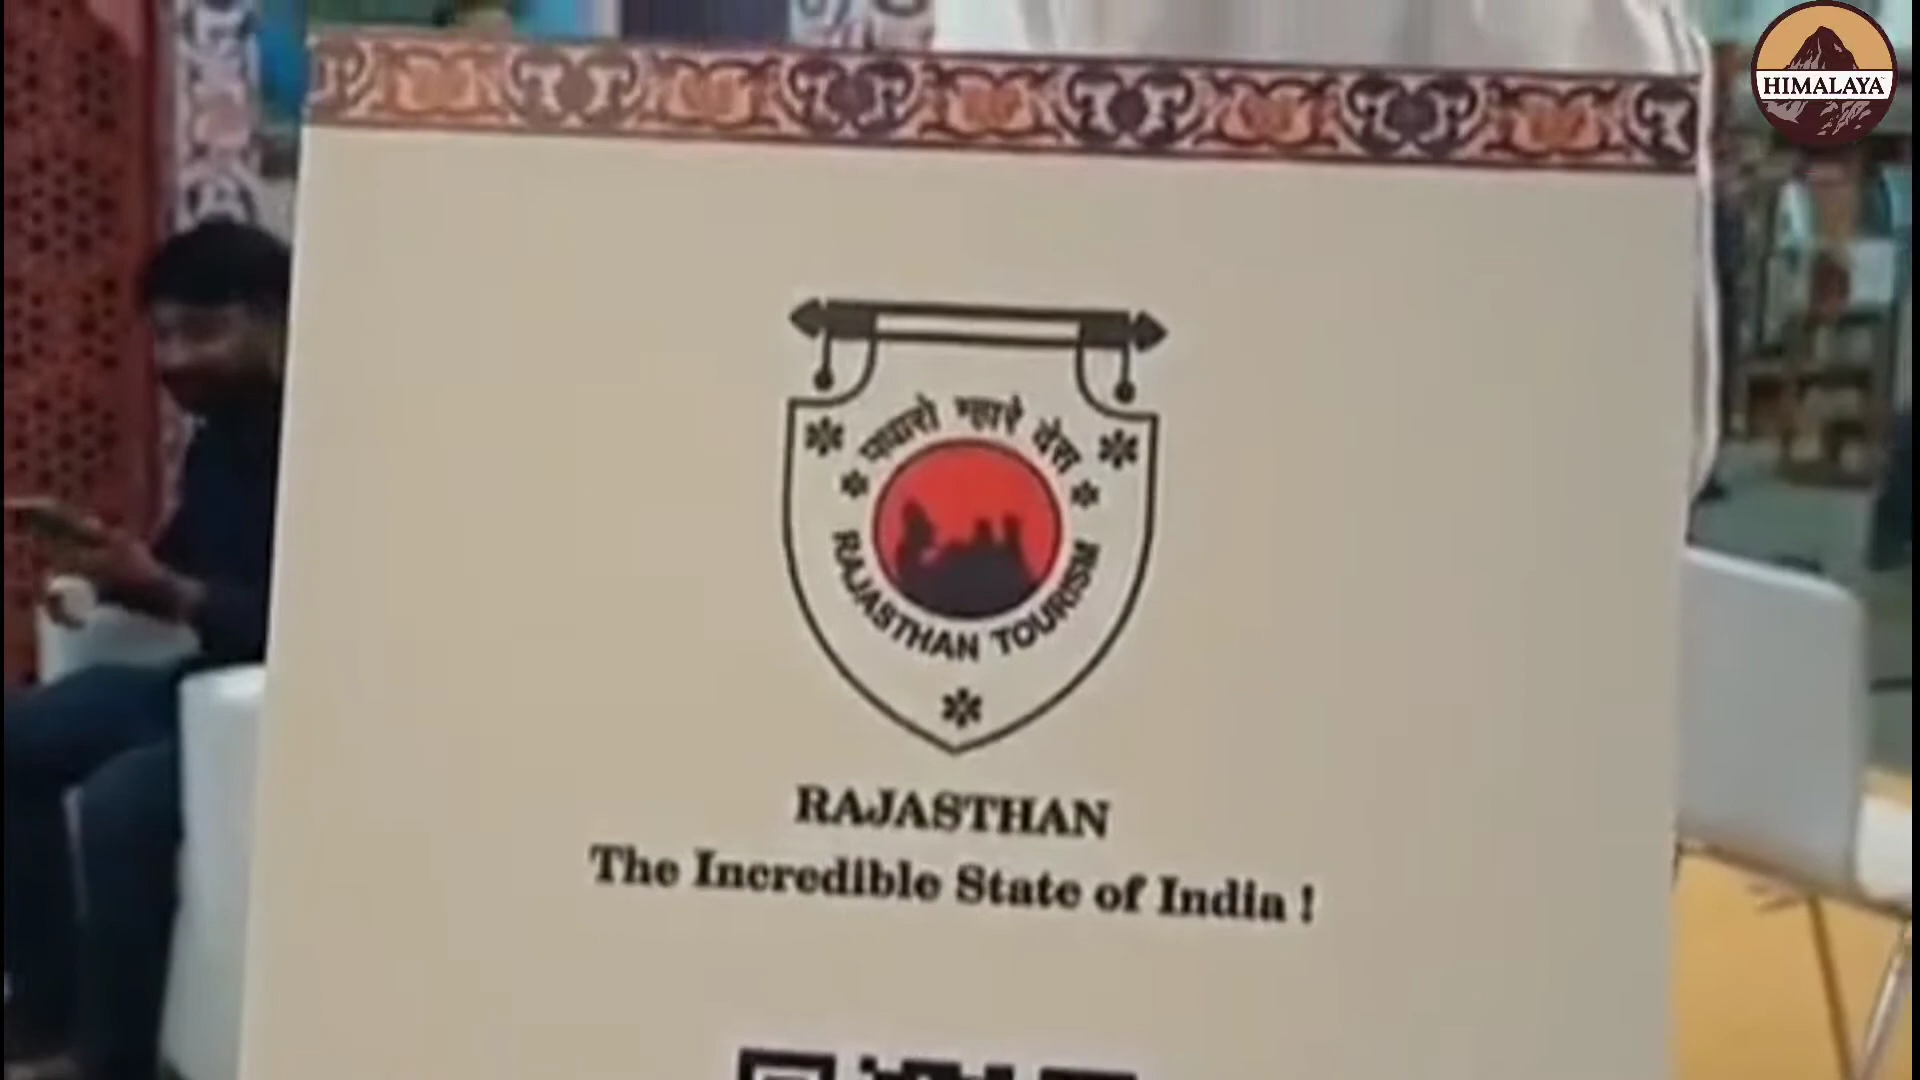 HIMALAYA
पधारो म्हारे देस
RAJASTHAN TOURISM
RAJASTHAN
The Incredible State of India !